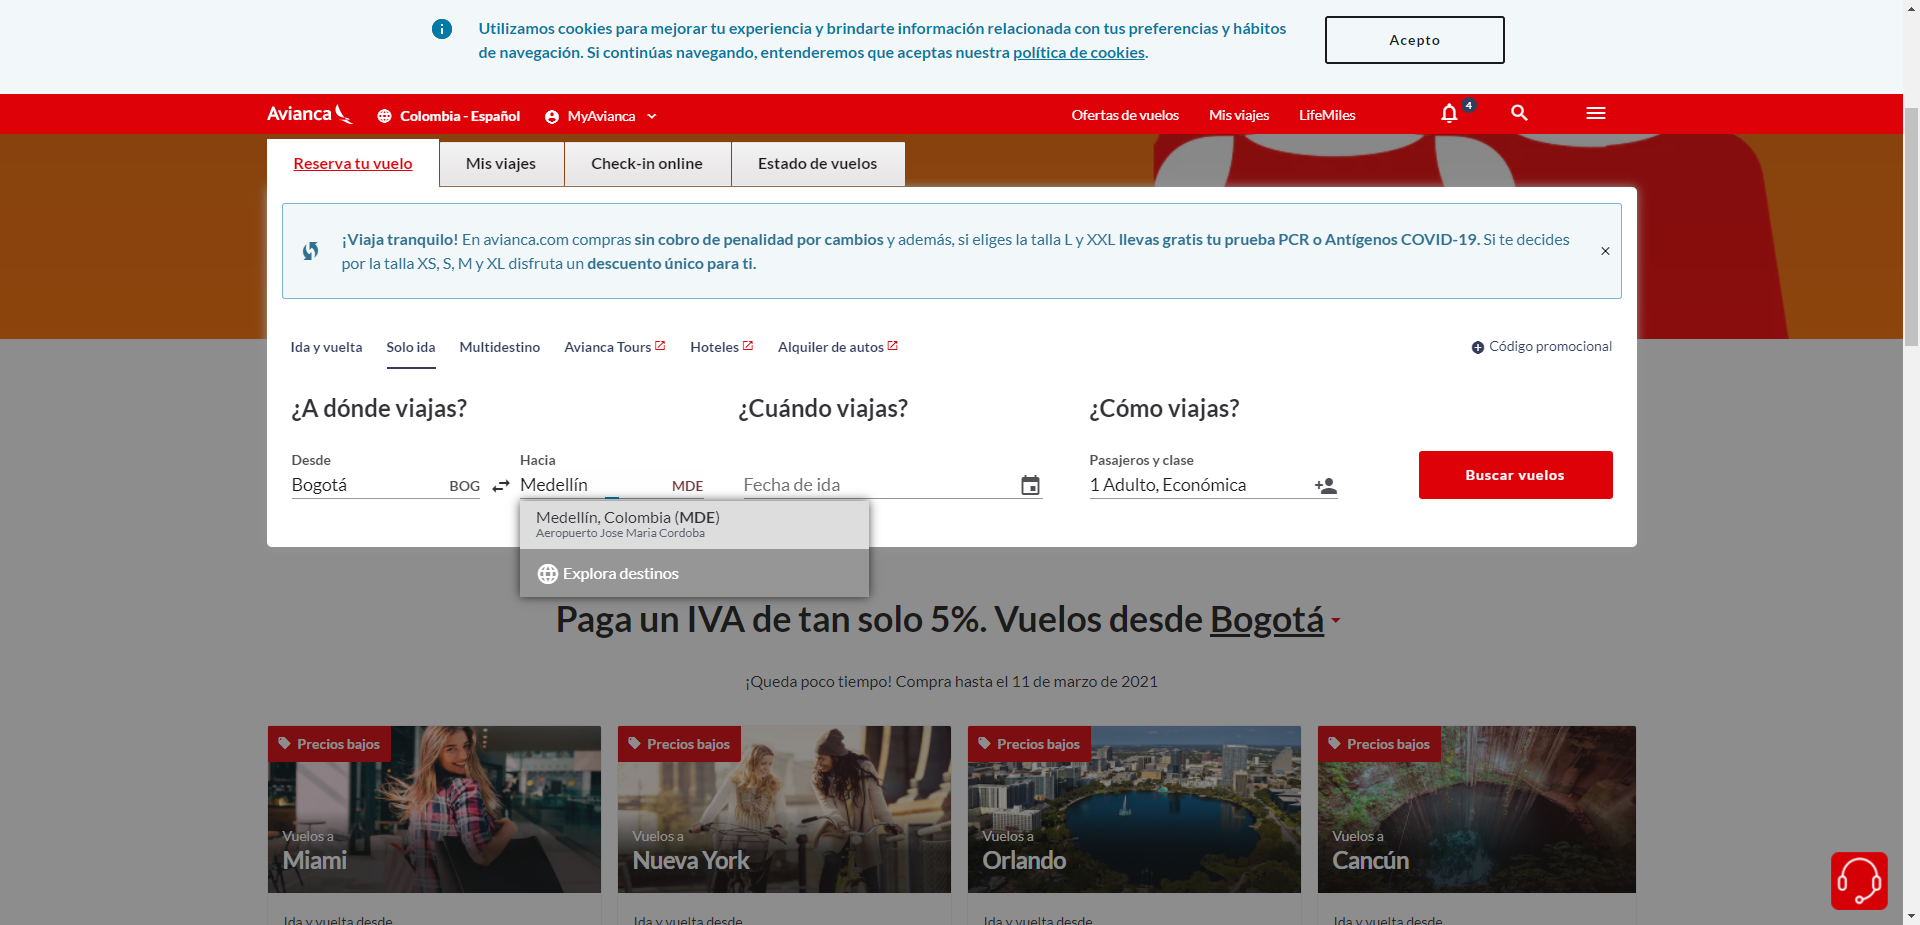 Utilizamos cookies para mejorar tu experiencia y brindarte información relacionada con tus preferencias y hábitos
de navegación. Si continúas navegando, entenderemos que aceptas nuestra política de cookies.
Acepto
Avianca
Colombia - Español
MyAvianca
Ofertas de vuelos
Mis viajes
LifeMiles
4
Reserva tu vuelo
Mis viajes
Check-in online
Estado de vuelos
¡Viaja tranquilo! En avianca.com compras sin cobro de penalidad por cambios y además, si eliges la talla L y XXL llevas gratis tu prueba PCR o Antígenos COVID-19. Si te decides
por la talla XS, S, M y XL disfruta un descuento único para ti.
Ida y vuelta
Solo ida
Multidestino
Avianca Tours
Hoteles
Alquiler de autos
Código promocional
¿A dónde viajas?
¿Cuándo viajas?
¿Cómo viajas?
Desde
Hacia
Pasajeros y clase
Bogotá BOG
Medellín MDE
Fecha de ida
1 Adulto, Económica
Buscar vuelos
Medellín, Colombia (MDE)
Aeropuerto Jose Maria Cordoba
Explora destinos
Paga un IVA de tan solo 5%. Vuelos desde Bogotá
¡Queda poco tiempo! Compra hasta el 11 de marzo de 2021
Precios bajos
Vuelos a
Miami
Ida y vuelta desde
Precios bajos
Vuelos a
Nueva York
Ida y vuelta desde
Precios bajos
Vuelos a
Orlando
Ida y vuelta desde
Precios bajos
Vuelos a
Cancún
Ida y vuelta desde